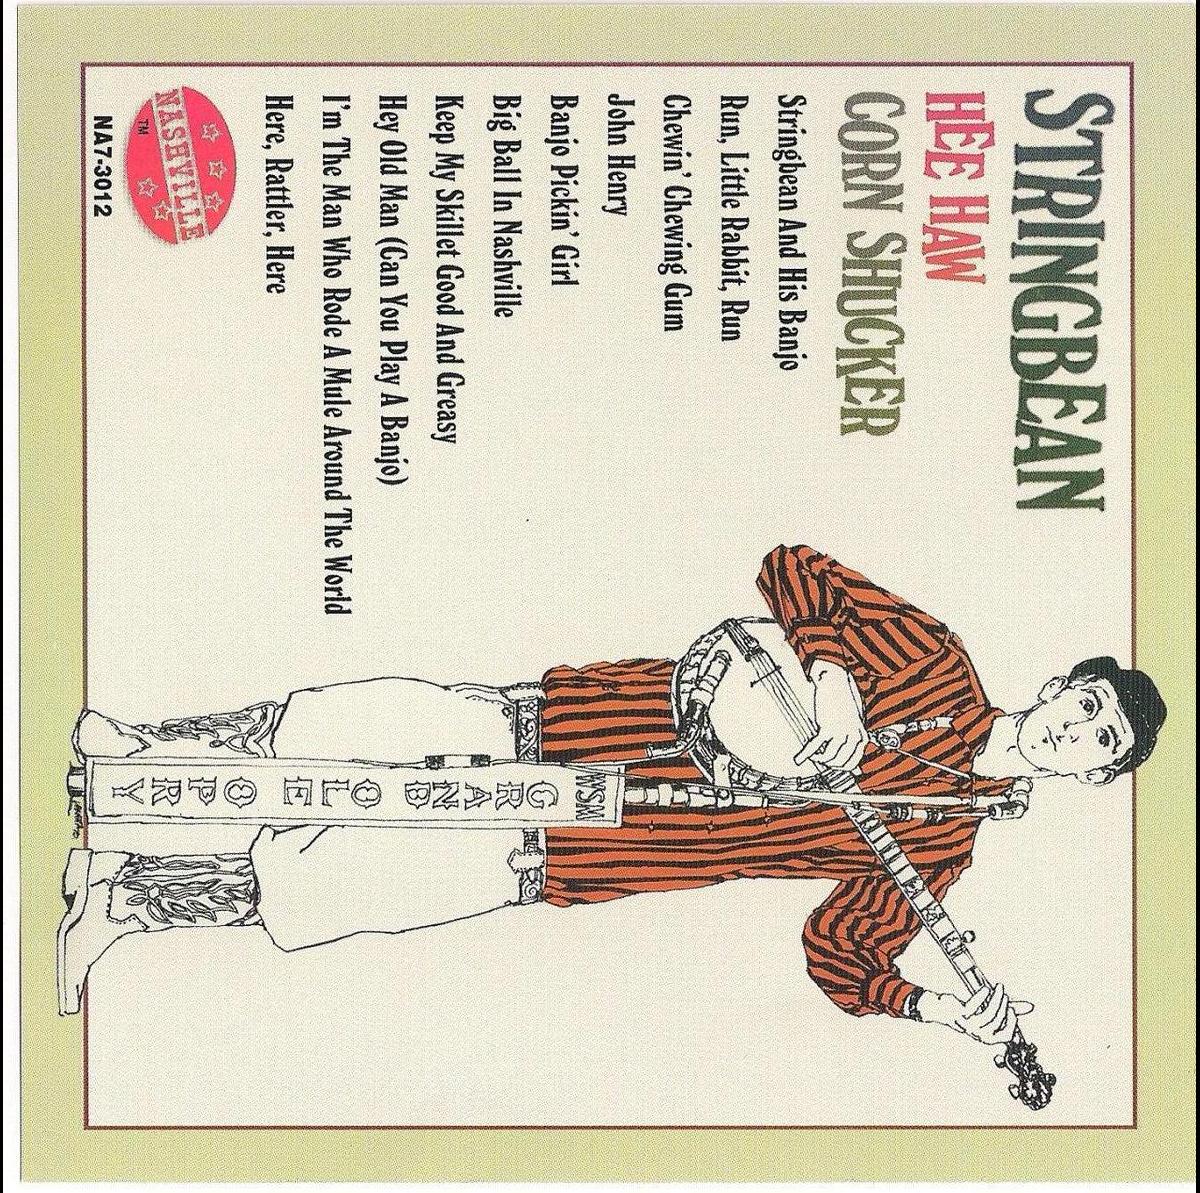 STRINGBEAN
HEE HAW
CORN SHUCKER
Stringbean And His Banjo
Run, Little Rabbit, Run
Chewin' Chewing Gum
John Henry
Banjo Pickin' Girl
Big Ball In Nashville
Keep My Skillet Good And Greasy
Hey Old Man (Can You Play A Banjo)
I'm The Man Who Rode A Mule Around The World
Here, Rattler, Here
NASHVILLE
TM
NA7-3012
WSM
GRAND
OLE
OPRY